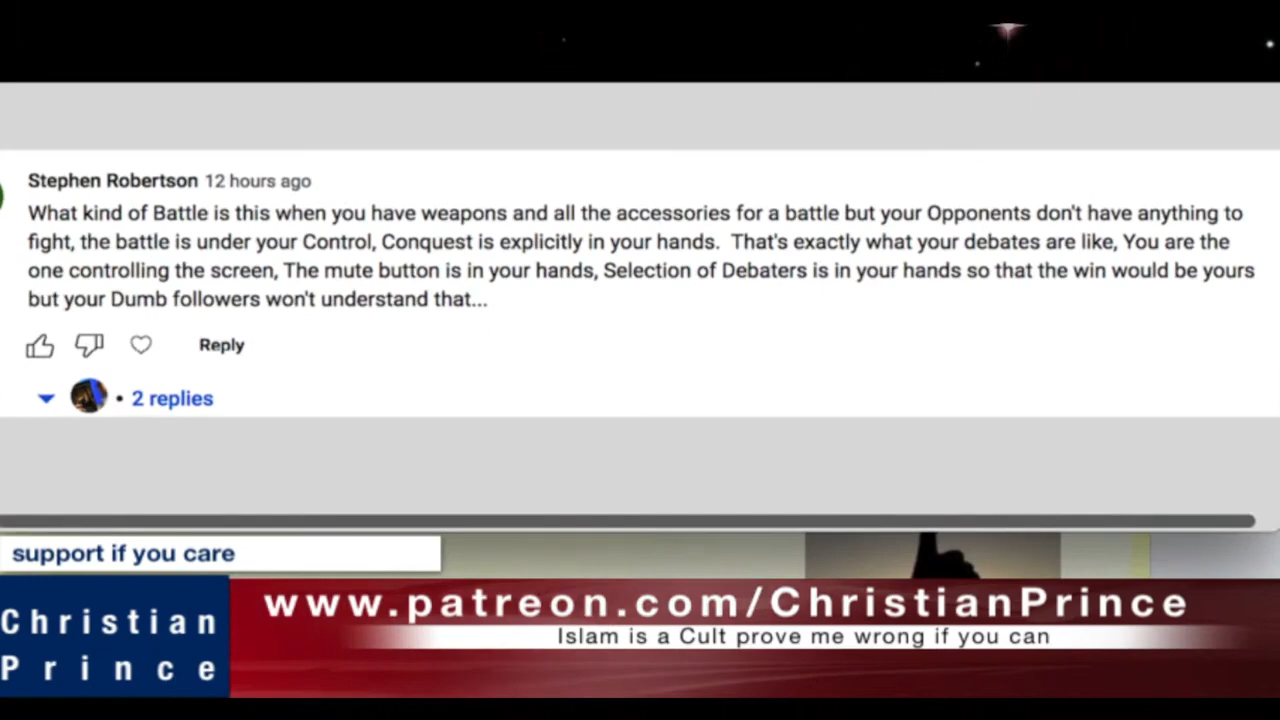 Stephen Robertson 12 hours ago
What kind of Battle is this when you have weapons and all the accessories for a battle but your Opponents don't have anything to
fight, the battle is under your Control, Conquest is explicitly in your hands.  That's exactly what your debates are like, You are the
one controlling the screen, The mute button is in your hands, Selection of Debaters is in your hands so that the win would be yours
but your Dumb followers won't understand that...
Reply
• 2 replies
support if you care
Christian
Prince
www.patreon.com/ChristianPrince
Islam is a Cult prove me wrong if you can